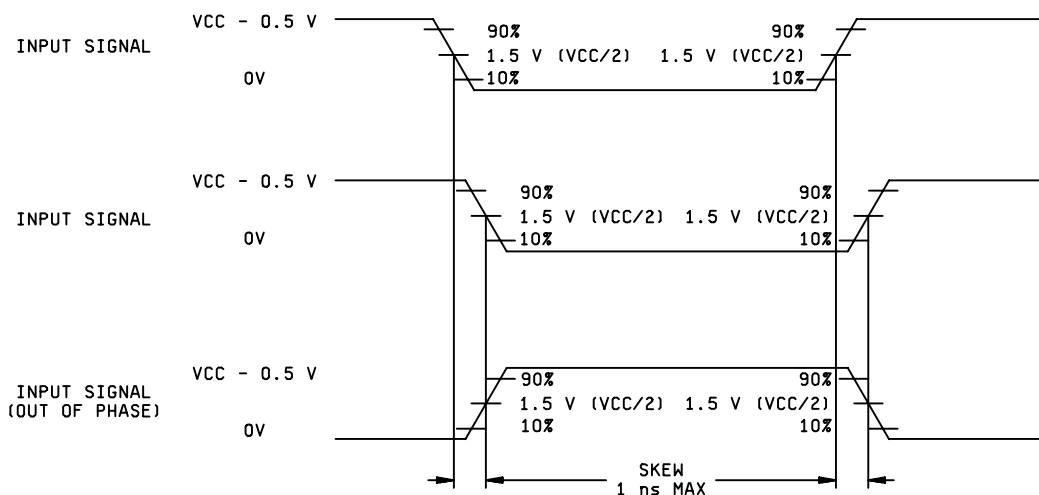 VCC - 0.5 V
INPUT SIGNAL
0V
90%
90%
1.5 V (VCC/2)
1.5 V (VCC/2)
10%
10%
VCC - 0.5 V
INPUT SIGNAL
0V
90%
90%
1.5 V (VCC/2)
1.5 V (VCC/2)
10%
10%
VCC - 0.5 V
INPUT SIGNAL
(OUT OF PHASE)
0V
90%
90%
1.5 V (VCC/2)
1.5 V (VCC/2)
10%
10%
SKEW
1 ns MAX